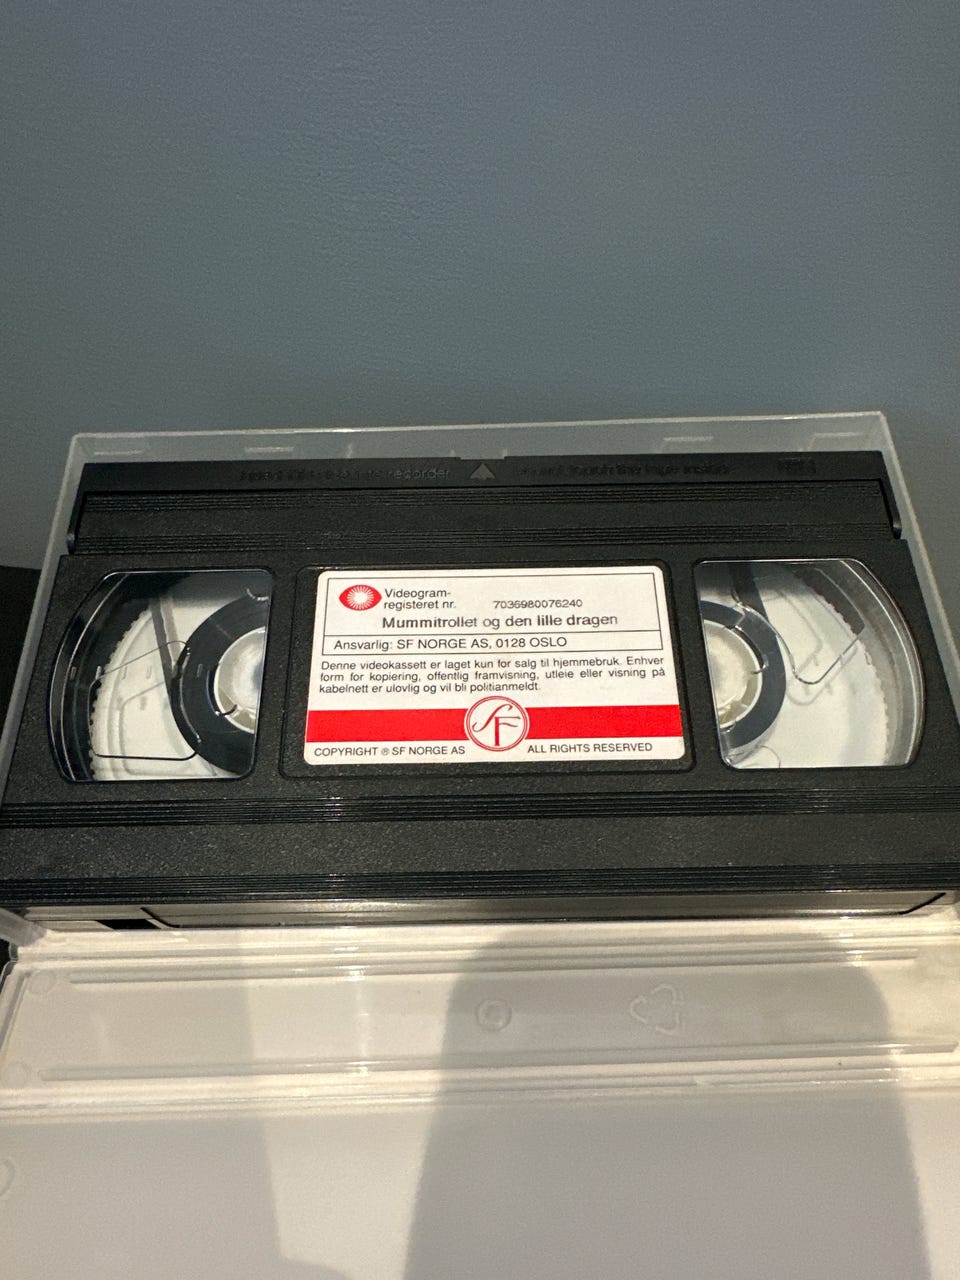 recorder
Videogram-
registeret nr. 7036980076240
Mummitrollet og den lille dragen
Ansvarlig: SF NORGE AS, 0128 OSLO
Denne videokassett er laget kun for salg til hjemmebruk. Enhver
form for kopiering, offentlig framvisning, utleie eller visning på
kabelnett er ulovlig og vil bli politianmeldt.
SF
COPYRIGHT ® SF NORGE AS ALL RIGHTS RESERVED